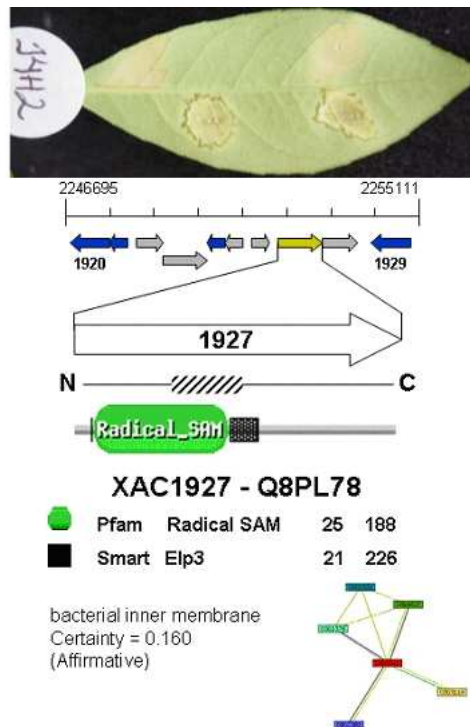 14H2
2246695 2255111
1920 1929
1927
N C
Radical_SAM
XAC1927 - Q8PL78
Pfam Radical SAM 25 188
Smart Elp3 21 226
bacterial inner membrane
Certainty = 0.160
(Affirmative)